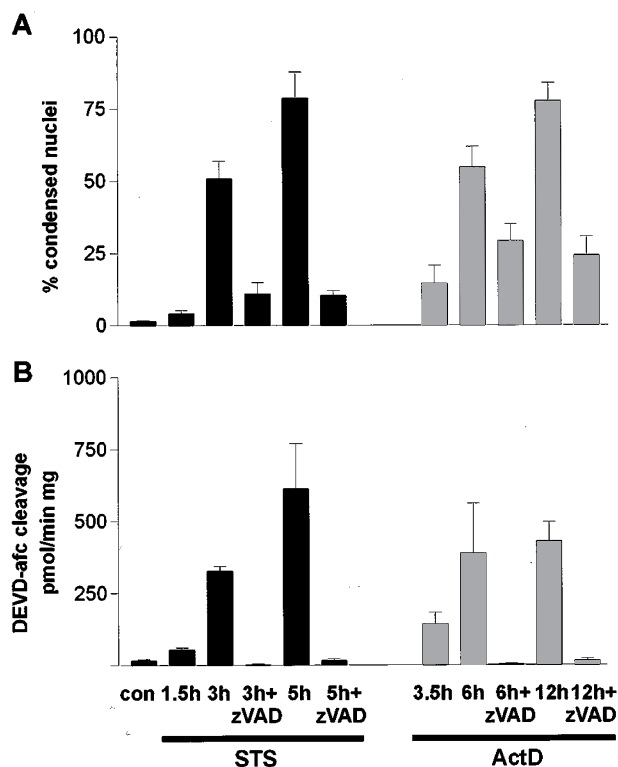 A
100
75
50
25
0
% condensed nuclei
B
1000
750
500
250
DEVD-afc cleavage
pmol/min mg
con 1.5h 3h 3h+ 5h 5h+ 3.5h 6h 6h+ 12h 12h+
zVAD zVAD zVAD zVAD
STS ActD